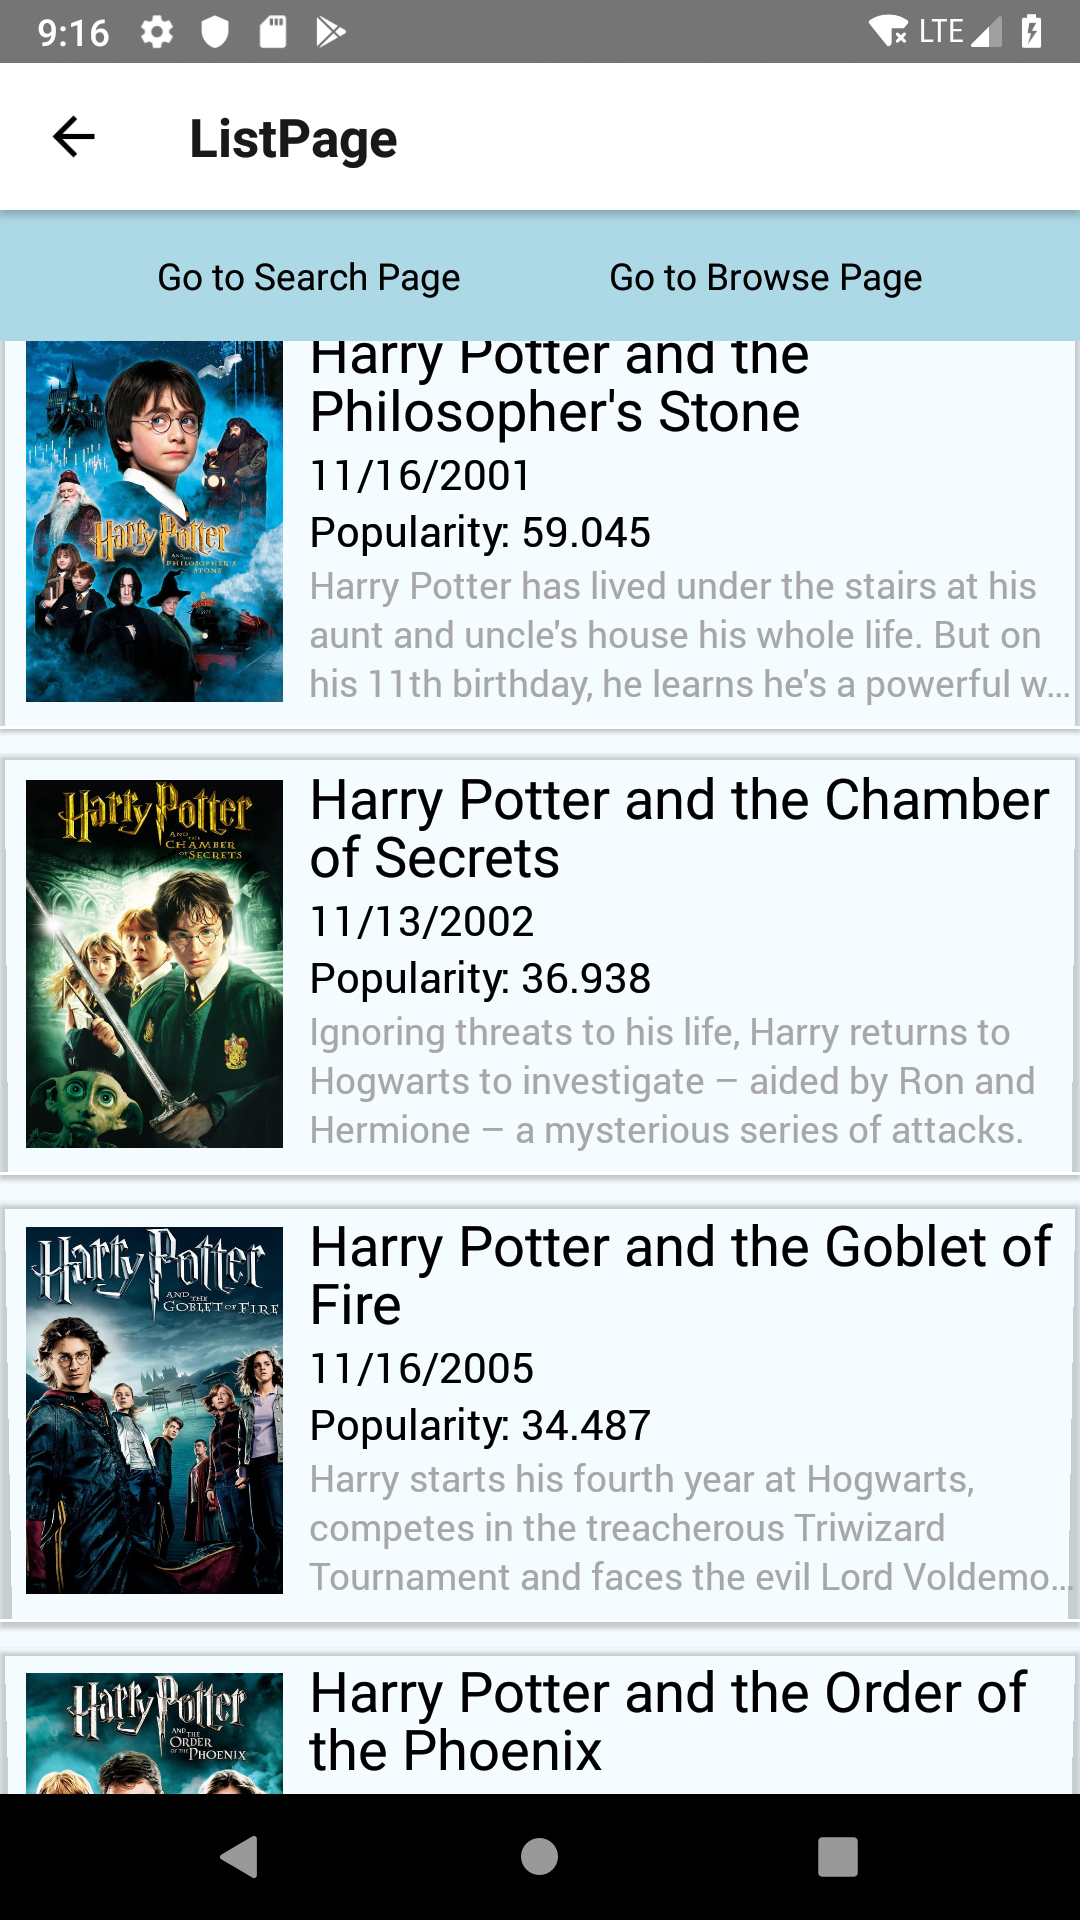 9:16
LTE
ListPage
Go to Search Page
Go to Browse Page
Harry Potter
AND THE
PHILOSOPHER'S
STONE
Harry Potter and the
Philosopher's Stone
11/16/2001
Popularity: 59.045
Harry Potter has lived under the stairs at his
aunt and uncle's house his whole life. But on
his 11th birthday, he learns he's a powerful w...
Harry Potter
AND THE
CHAMBER
OF SECRETS
Harry Potter and the Chamber
of Secrets
11/13/2002
Popularity: 36.938
Ignoring threats to his life, Harry returns to
Hogwarts to investigate – aided by Ron and
Hermione – a mysterious series of attacks.
Harry Potter
AND THE
GOBLET OF FIRE
Harry Potter and the Goblet of
Fire
11/16/2005
Popularity: 34.487
Harry starts his fourth year at Hogwarts,
competes in the treacherous Triwizard
Tournament and faces the evil Lord Voldemo...
Harry Potter
AND THE
ORDER
OF THE PHOENIX
Harry Potter and the Order of
the Phoenix